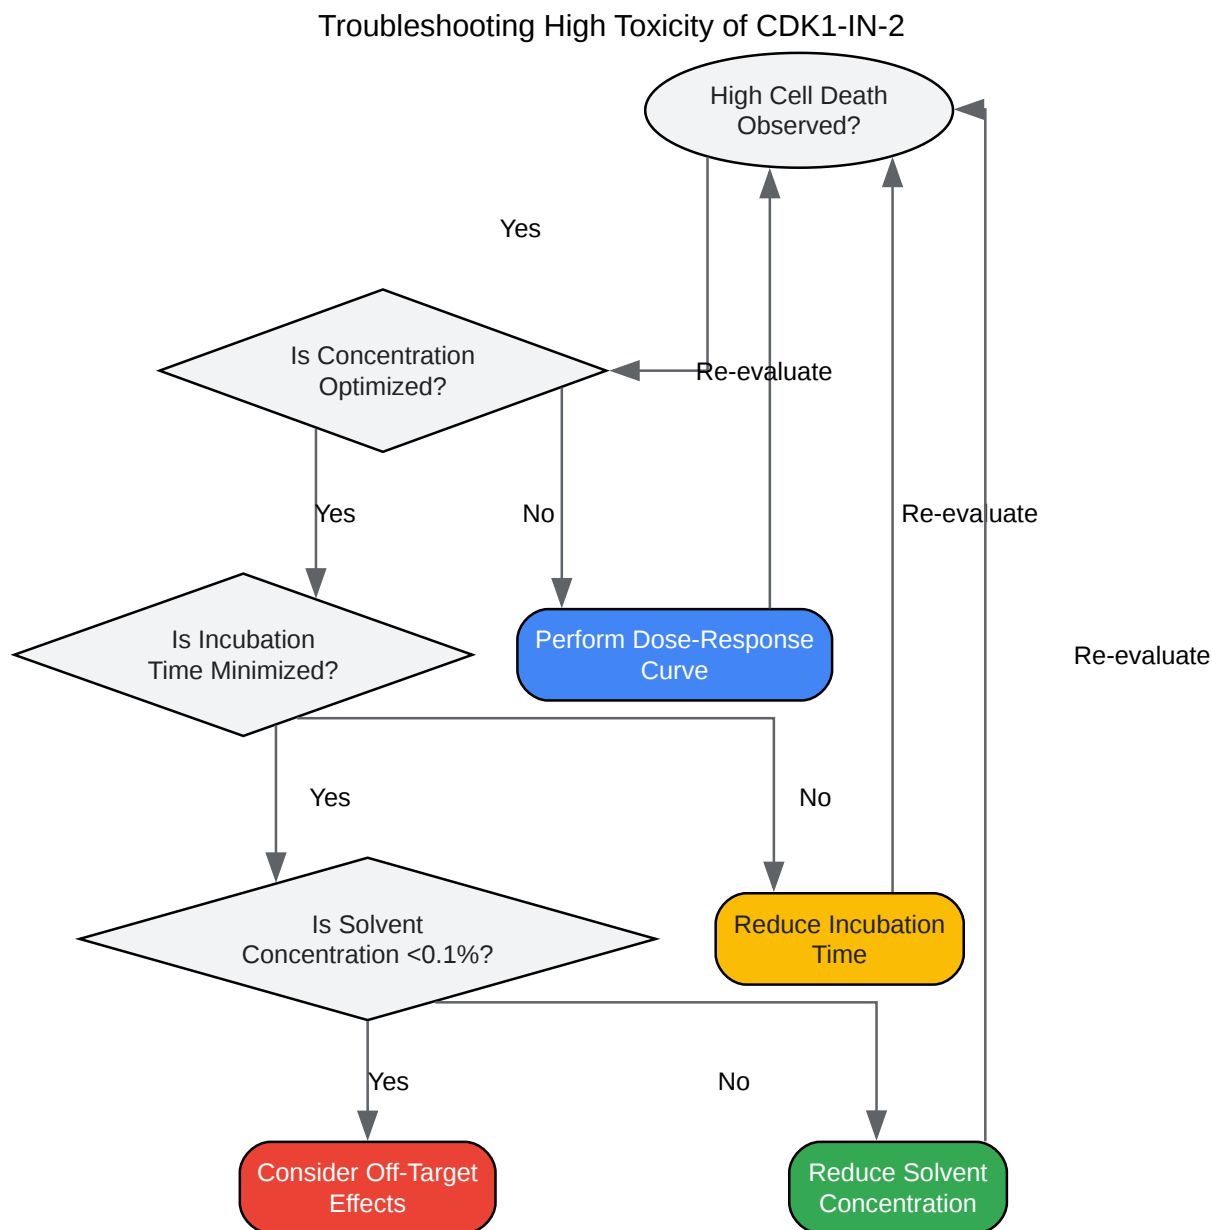 Troubleshooting High Toxicity of CDK1-IN-2
High Cell Death
Observed?
Yes
Is Concentration
Optimized?
Re-evaluate
Yes
No
Re-evaluate
Is Incubation
Time Minimized?
Perform Dose-Response
Curve
Re-evaluate
Yes
No
Is Solvent
Concentration <0.1%?
Reduce Incubation
Time
Yes
No
Consider Off-Target
Effects
Reduce Solvent
Concentration